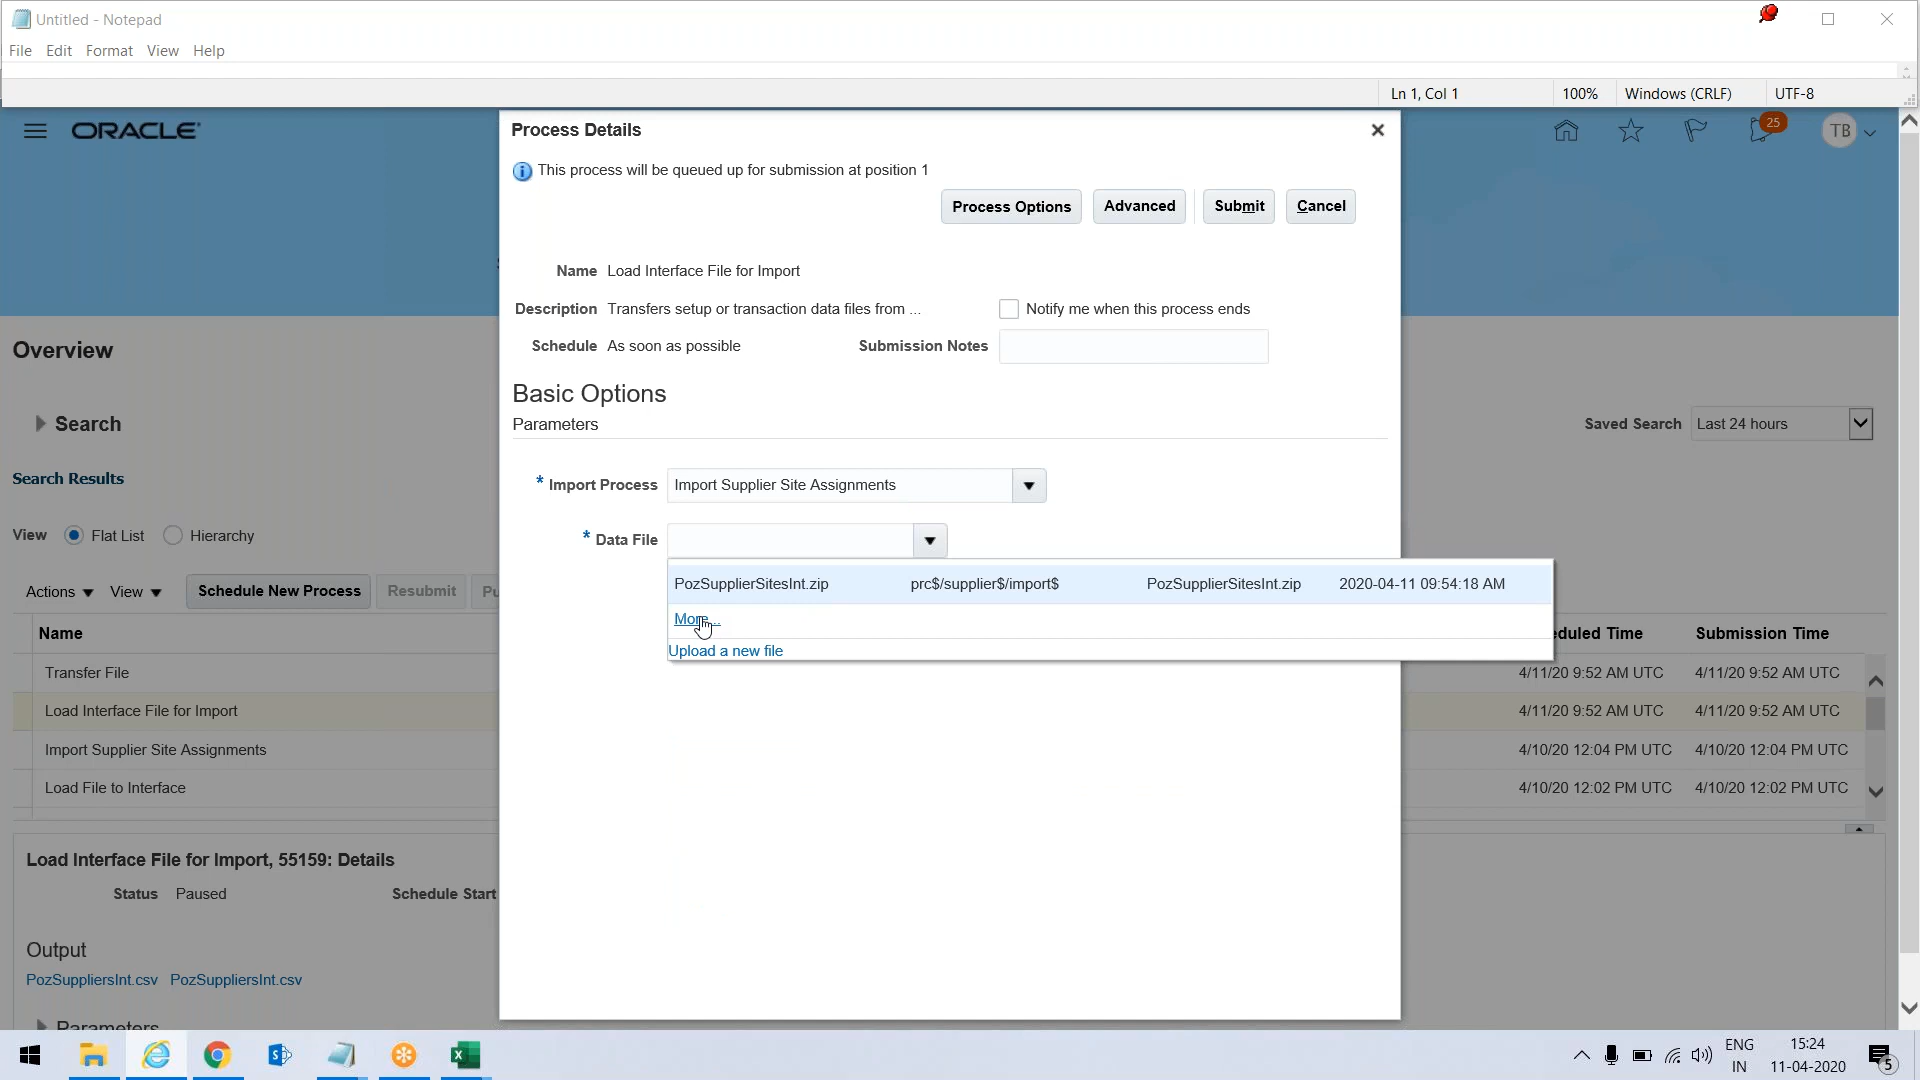 Untitled - Notepad
File Edit Format View Help
Ln 1, Col 1 100% Windows (CRLF) UTF-8
ORACLE
25
TB
Process Details
This process will be queued up for submission at position 1
Process Options Advanced Submit Cancel
Name Load Interface File for Import
Description Transfers setup or transaction data files from ...
Notify me when this process ends
Schedule As soon as possible
Submission Notes
Basic Options
Parameters
* Import Process Import Supplier Site Assignments
* Data File
PozSupplierSitesInt.zip prc$/supplier$/import$ PozSupplierSitesInt.zip 2020-04-11 09:54:18 AM
More...
Upload a new file
Overview
Search
Saved Search Last 24 hours
Search Results
View Flat List Hierarchy
Actions View Schedule New Process Resubmit Pu
Name eduled Time Submission Time
Transfer File 4/11/20 9:52 AM UTC 4/11/20 9:52 AM UTC
Load Interface File for Import 4/11/20 9:52 AM UTC 4/11/20 9:52 AM UTC
Import Supplier Site Assignments 4/10/20 12:04 PM UTC 4/10/20 12:04 PM UTC
Load File to Interface 4/10/20 12:02 PM UTC 4/10/20 12:02 PM UTC
Load Interface File for Import, 55159: Details
Status Paused Schedule Start
Output
PozSuppliersInt.csv PozSuppliersInt.csv
Parameters
ENG
IN
15:24
11-04-2020
5